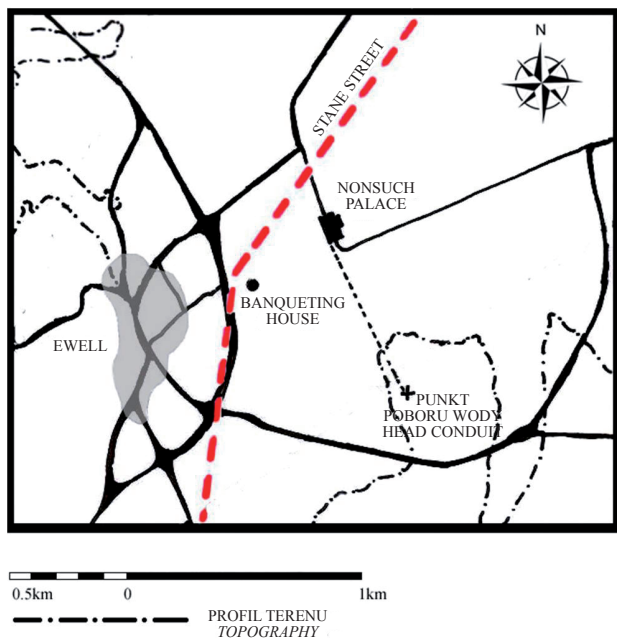 N
STANE STREET
NONSUCH
PALACE
BANQUETING
HOUSE
EWELL
PUNKT
POBORU WODY
HEAD CONDUIT
0.5km 0 1km
PROFIL TERENU
TOPOGRAPHY